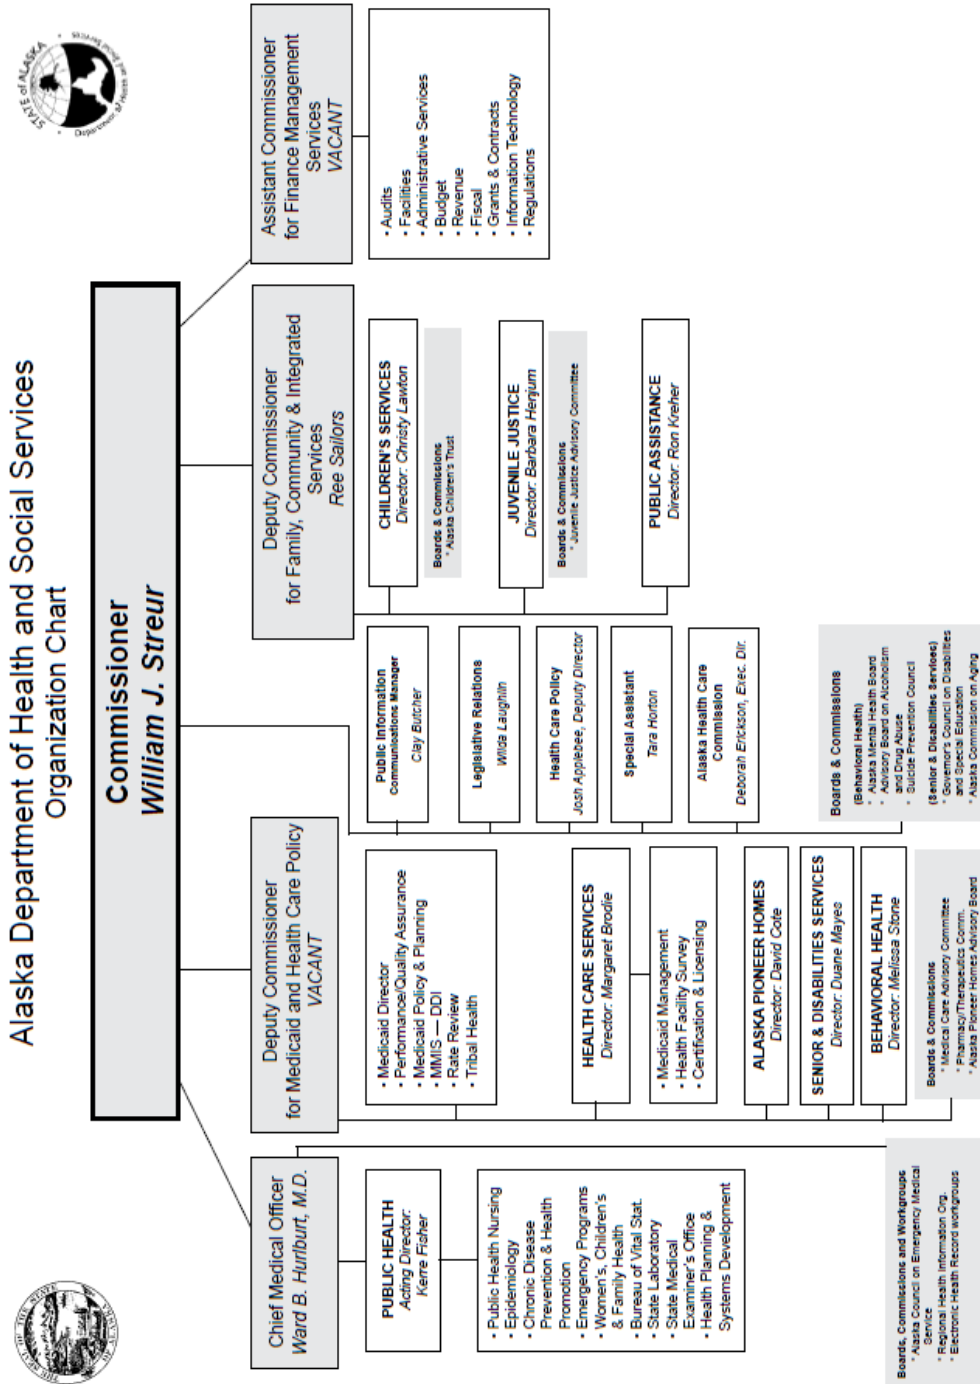 Alaska Department of Health and Social Services
Organization Chart
STATE of ALASKA
Commissioner
William J. Streur
Chief Medical Officer
Ward B. Hurlburt, M.D.
PUBLIC HEALTH
Acting Director:
Kerre Fisher
• Public Health Nursing
• Epidemiology
• Chronic Disease
Prevention & Health
Promotion
• Emergency Programs
• Women's, Children's
& Family Health
• Bureau of Vital Stat.
• State Laboratory
• State Medical
Examiner's Office
• Health Planning &
Systems Development
Boards, Commissions and Workgroups
* Alaska Council on Emergency Medical
Service
* Regional Health Information Org.
* Electronic Health Record workgroups
Deputy Commissioner
for Medicaid and Health Care Policy
VACANT
• Medicaid Director
• Performance/Quality Assurance
• Medicaid Policy & Planning
• MMIS — DDI
• Rate Review
• Tribal Health
HEALTH CARE SERVICES
Director: Margaret Brodie
• Medicaid Management
• Health Facility Survey
• Certification & Licensing
ALASKA PIONEER HOMES
Director: David Cote
SENIOR & DISABILITIES SERVICES
Director: Duane Mayes
BEHAVIORAL HEALTH
Director: Melissa Stone
Boards & Commissions
* Medical Care Advisory Committee
* Pharmacy/Therapeutics Comm.
* Alaska Pioneer Homes Advisory Board
Public Information
Communications Manager
Clay Butcher
Legislative Relations
Wilda Laughlin
Health Care Policy
Josh Applebee, Deputy Director
Special Assistant
Tara Horton
Alaska Health Care
Commission
Deborah Erickson, Exec. Dir.
Boards & Commissions
(Behavioral Health)
* Alaska Mental Health Board
* Advisory Board on Alcoholism
and Drug Abuse
* Suicide Prevention Council
(Senior & Disabilities Services)
* Governor's Council on Disabilities
and Special Education
* Alaska Commission on Aging
Deputy Commissioner
for Family, Community & Integrated
Services
Ree Sailors
CHILDREN'S SERVICES
Director: Christy Lawton
Boards & Commissions
* Alaska Children's Trust
JUVENILE JUSTICE
Director: Barbara Henjum
Boards & Commissions
* Juvenile Justice Advisory Committee
PUBLIC ASSISTANCE
Director: Ron Kreher
Assistant Commissioner
for Finance Management
Services
VACANT
• Audits
• Facilities
• Administrative Services
• Budget
• Revenue
• Fiscal
• Grants & Contracts
• Information Technology
• Regulations